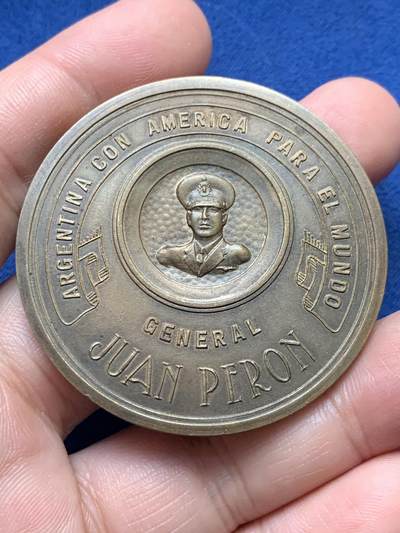 ARGENTINA CON AMERICA PARA EL MUNDO
GENERAL
JUAN PERON